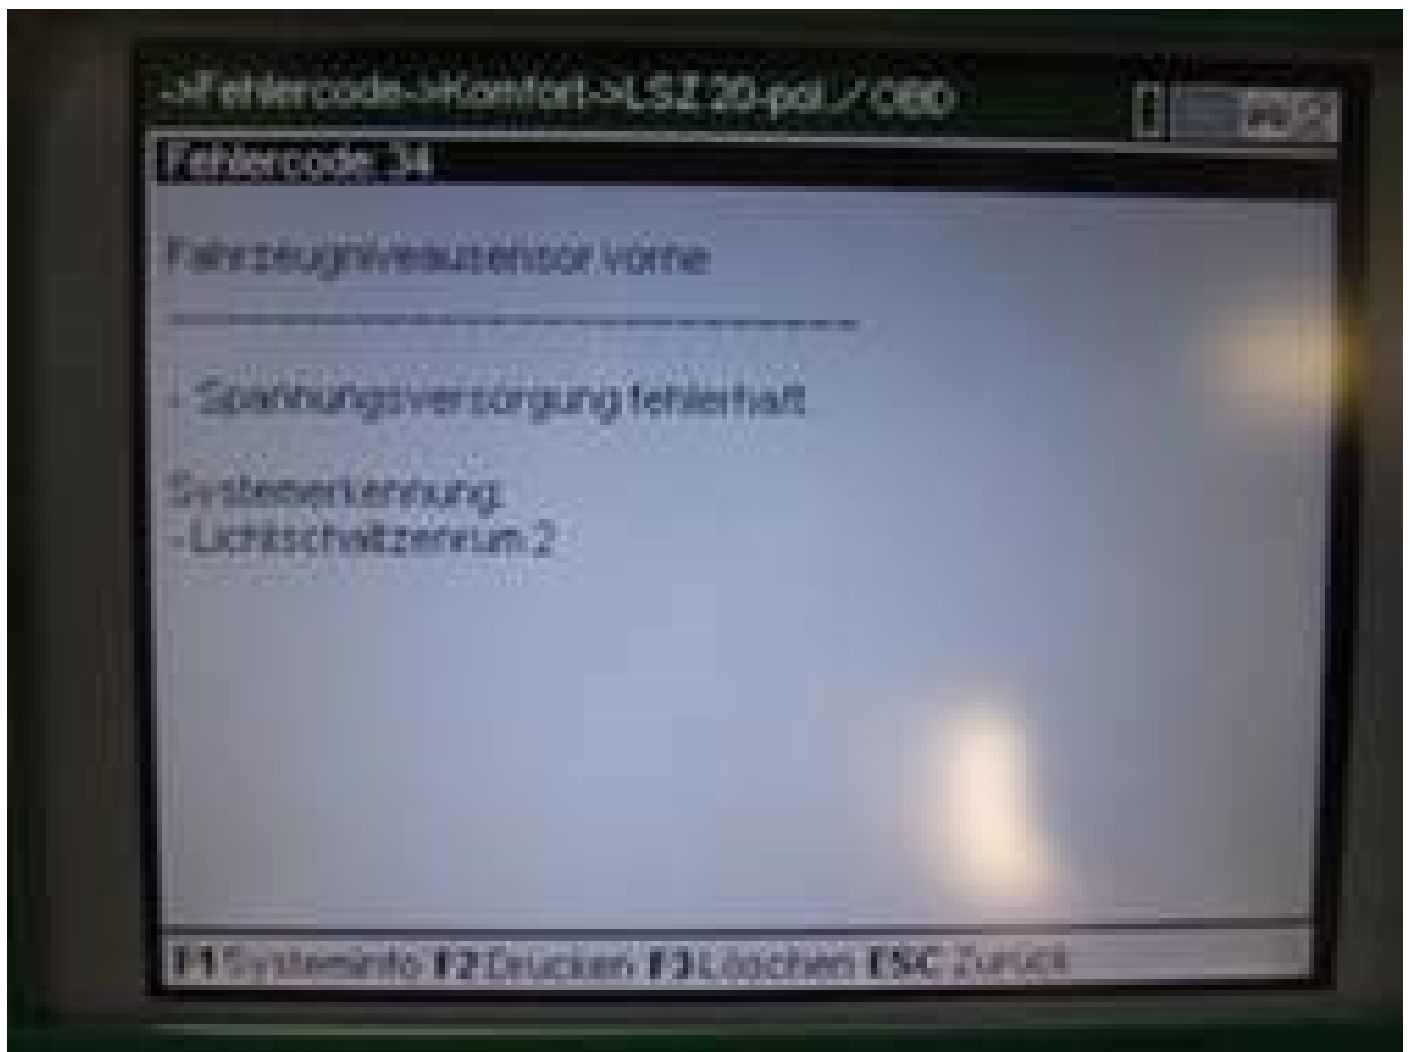 ->Fehlercode->Komfort->LSZ 20-pol. / OBD
Fehlercode 34
Fahrzeugniveausensor vorne
- Spannungsversorgung fehlerhaft
Systemerkennung:
- Lichtschaltzenrum 2
F1 Systeminfo F2 Drucken F3 Löschen ESC Zurück